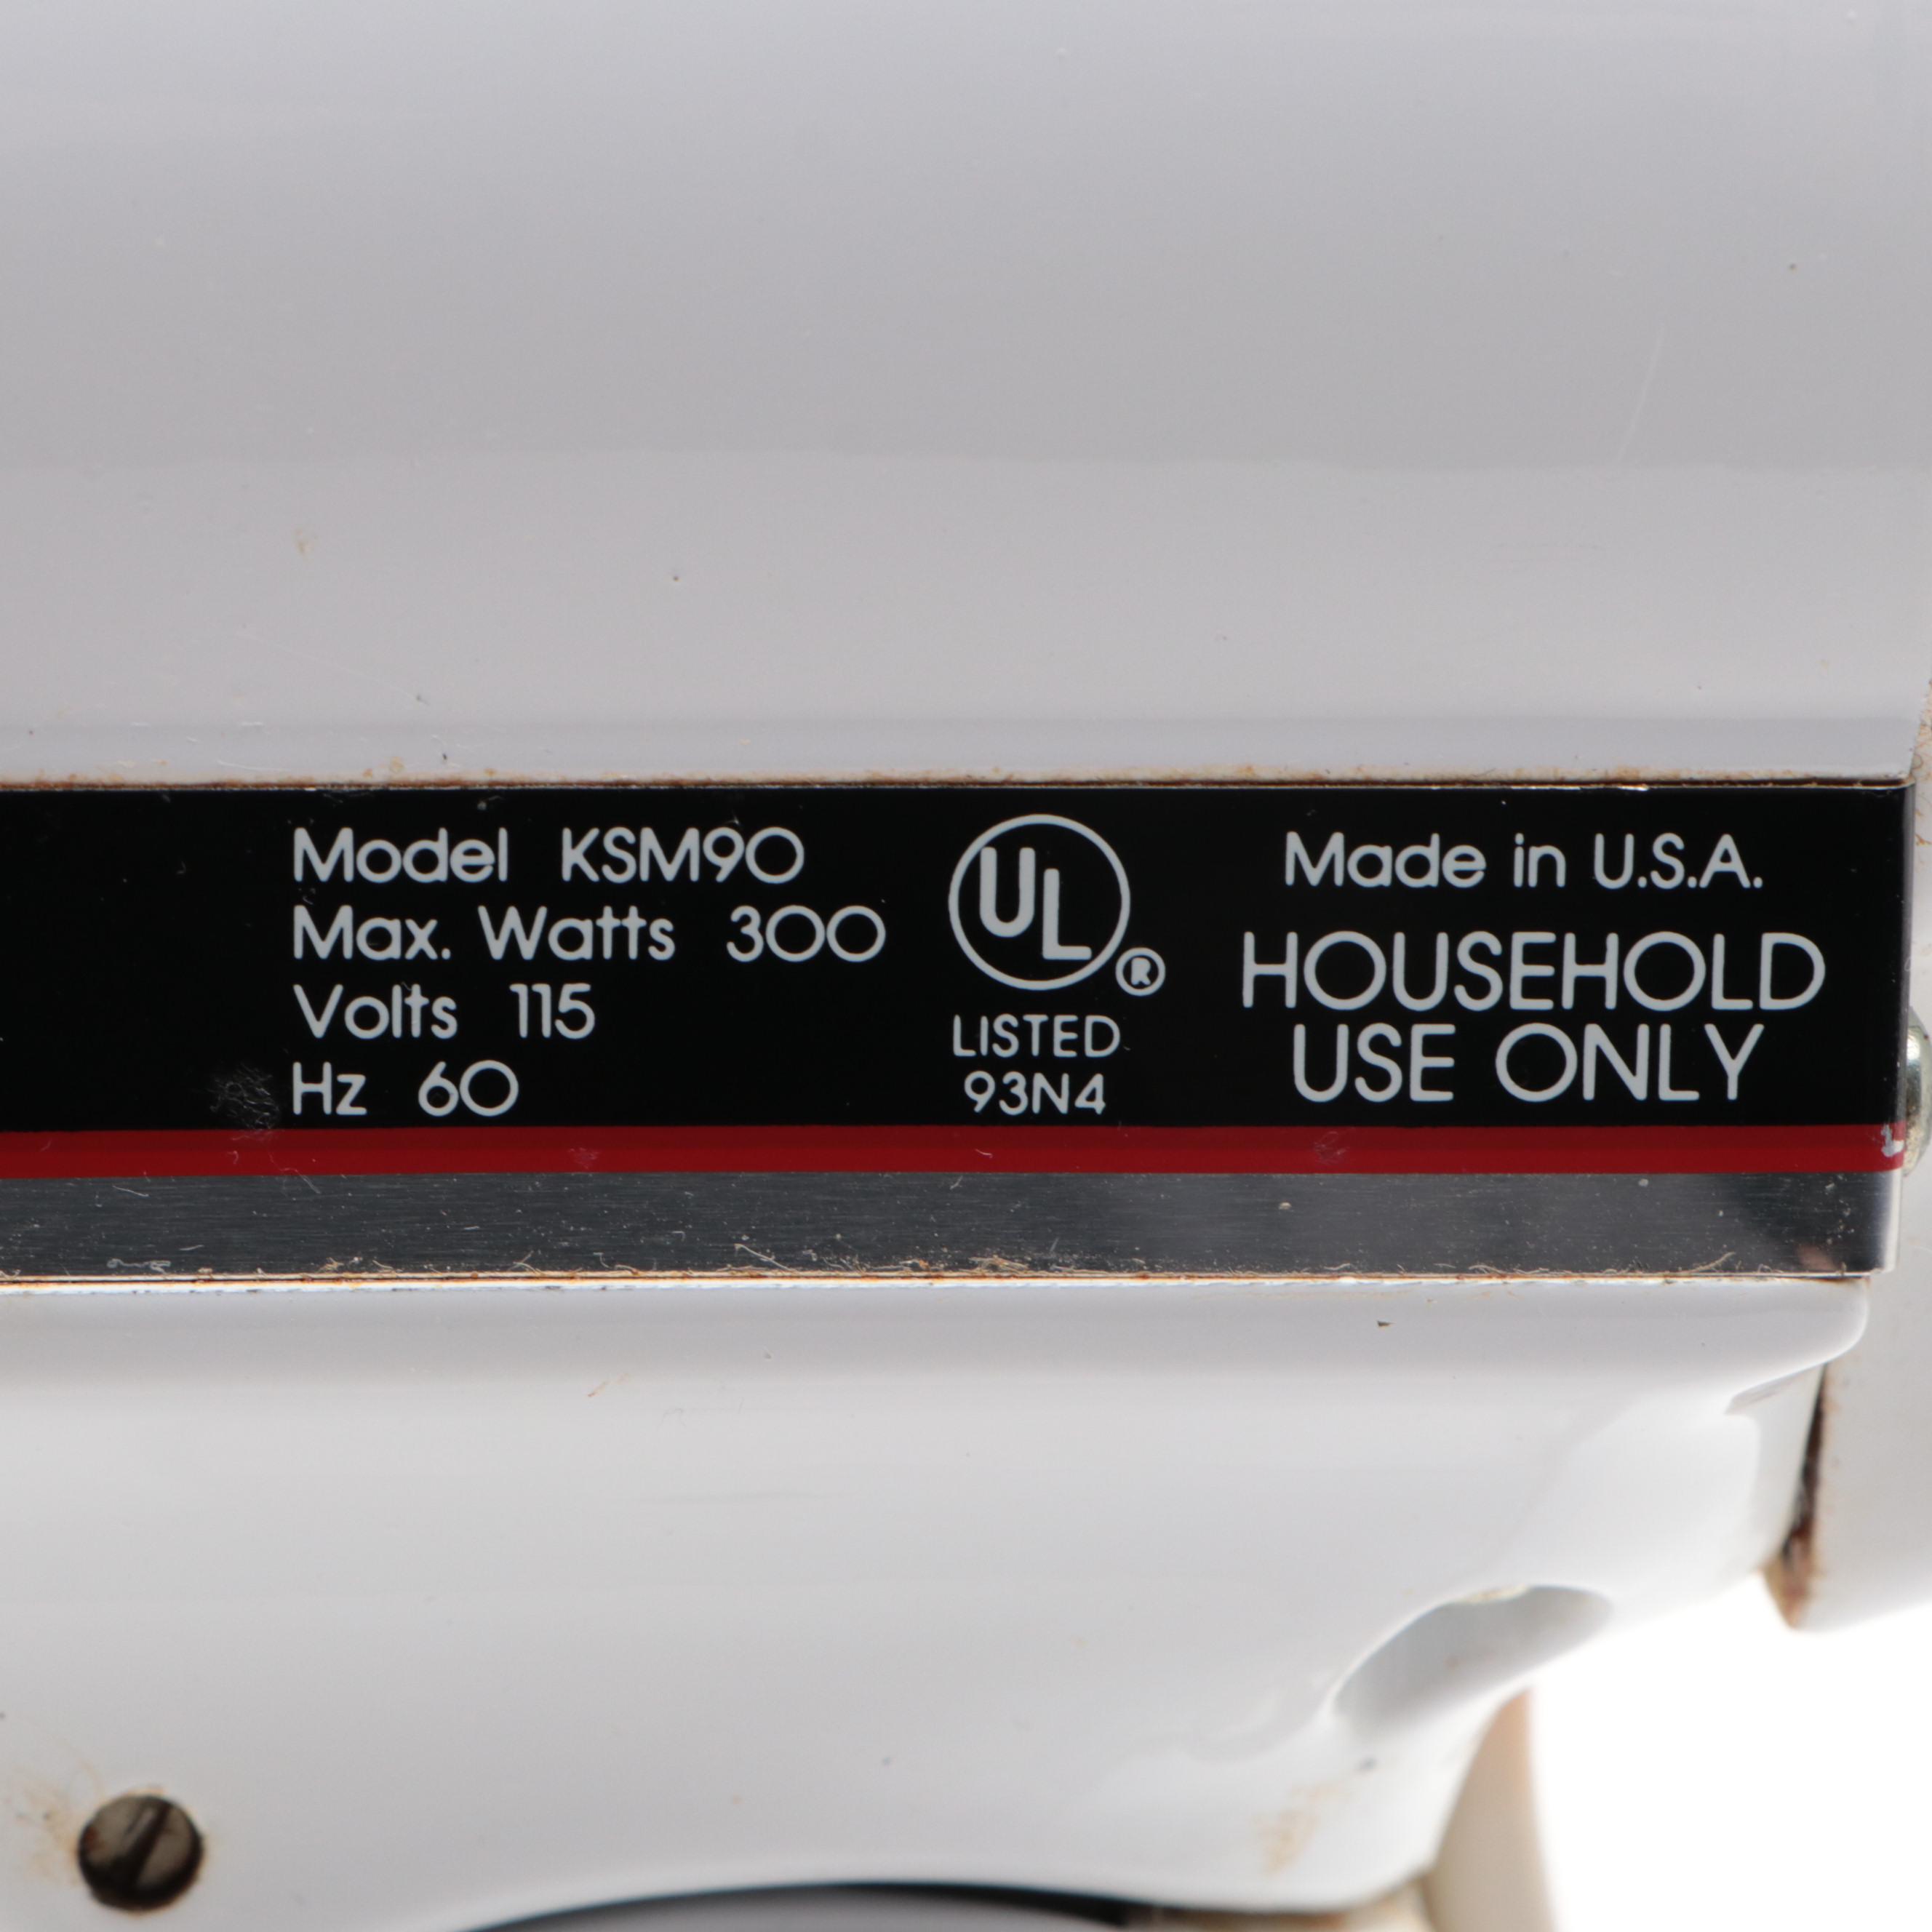 Model KSM90
Max. Watts 300
Volts 115
Hz 60
UL®
LISTED
93N4
Made in U.S.A.
HOUSEHOLD
USE ONLY